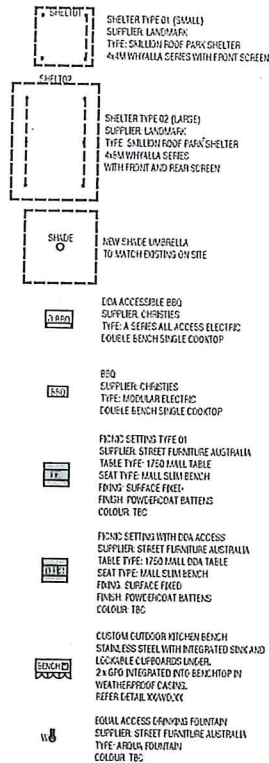 SHELT01
SHELTER TYPE 01 (SMALL)
SUPPLIER: LANDMARK
TYPE: SKILLION ROOF PARK SHELTER
4x4M WHYALLA SERIES WITH FRONT SCREEN
SHELT02
SHELTER TYPE 02 (LARGE)
SUPPLIER: LANDMARK
TYPE: SKILLION ROOF PARK SHELTER
WHYALLA SERIES
WITH FRONT AND REAR SCREEN
SHADE
NEW SHADE UMBRELLA
TO MATCH EXISTING ON SITE
DDA ACCESSIBLE BBQ
SUPPLIER: CHRISTIES
TYPE: A SERIES ALL ACCESS ELECTRIC
DOUBLE BENCH SINGLE COOKTOP
BBQ
BBQ
SUPPLIER: CHRISTIES
TYPE: MODULAR ELECTRIC
DOUBLE BENCH SINGLE COOKTOP
PICNIC SETTING TYPE 01
SUPPLIER: STREET FURNITURE AUSTRALIA
TABLE TYPE: 1750 MALL TABLE
SEAT TYPE: MALL SLIM BENCH
FIXING: SURFACE FIXED
FINISH: POWDERCOAT BATTENS
COLOUR: TBC
PICNIC SETTING WITH DDA ACCESS
SUPPLIER: STREET FURNITURE AUSTRALIA
TABLE TYPE: 1750 MALL DDA TABLE
SEAT TYPE: MALL SLIM BENCH
FIXING: SURFACE FIXED
FINISH: POWDERCOAT BATTENS
COLOUR: TBC
BENCH
CUSTOM OUTDOOR KITCHEN BENCH
STAINLESS STEEL WITH INTEGRATED SINK AND
LOCKABLE CUPBOARDS UNDER.
2 x GPO INTEGRATED INTO BENCHTOP IN
WEATHERPROOF CASING.
REFER DETAIL
EQUAL ACCESS DRINKING FOUNTAIN
SUPPLIER: STREET FURNITURE AUSTRALIA
TYPE: ARQUA FOUNTAIN
COLOUR: TBC